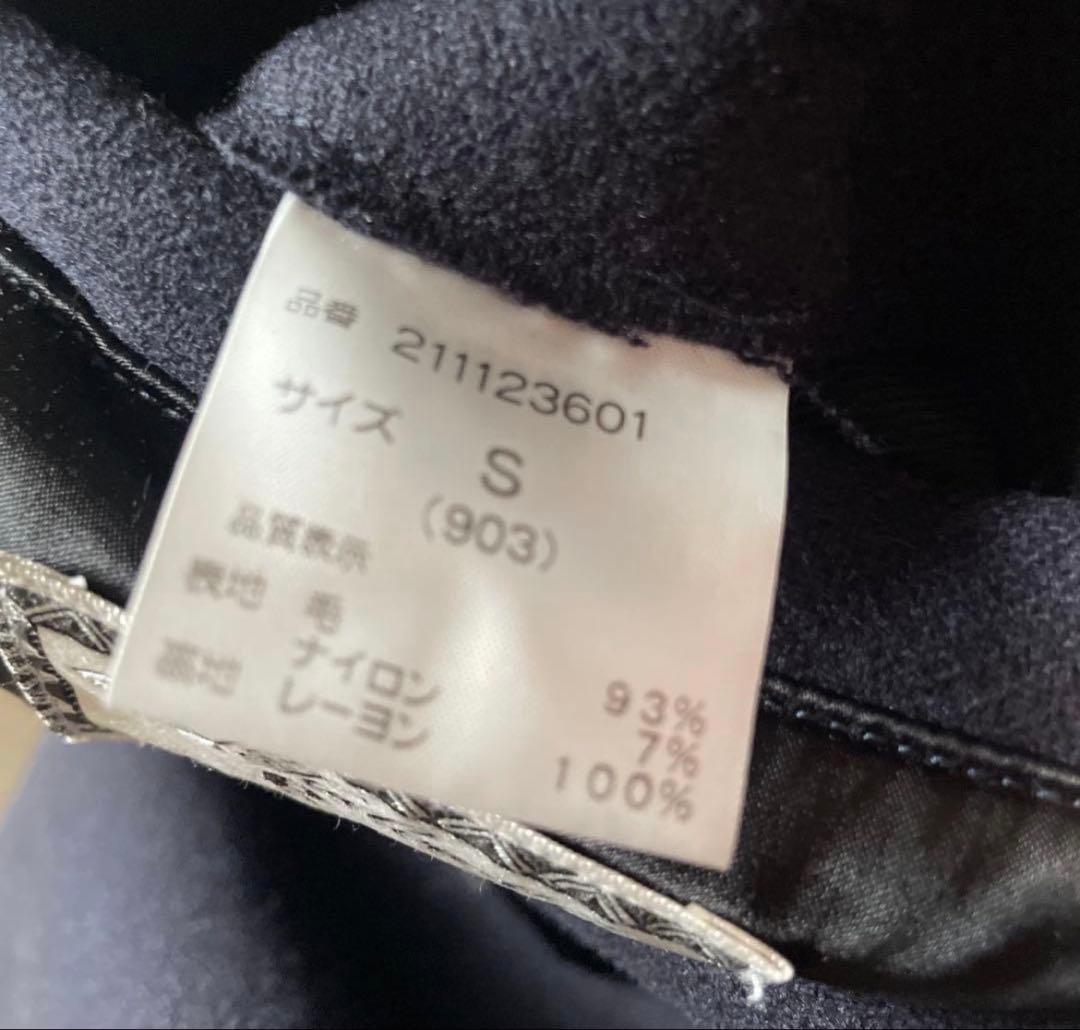 品番 211123601
サイズ S
(903)
品質表示
表地 毛 93%
ナイロン 7%
裏地 レーヨン 100%